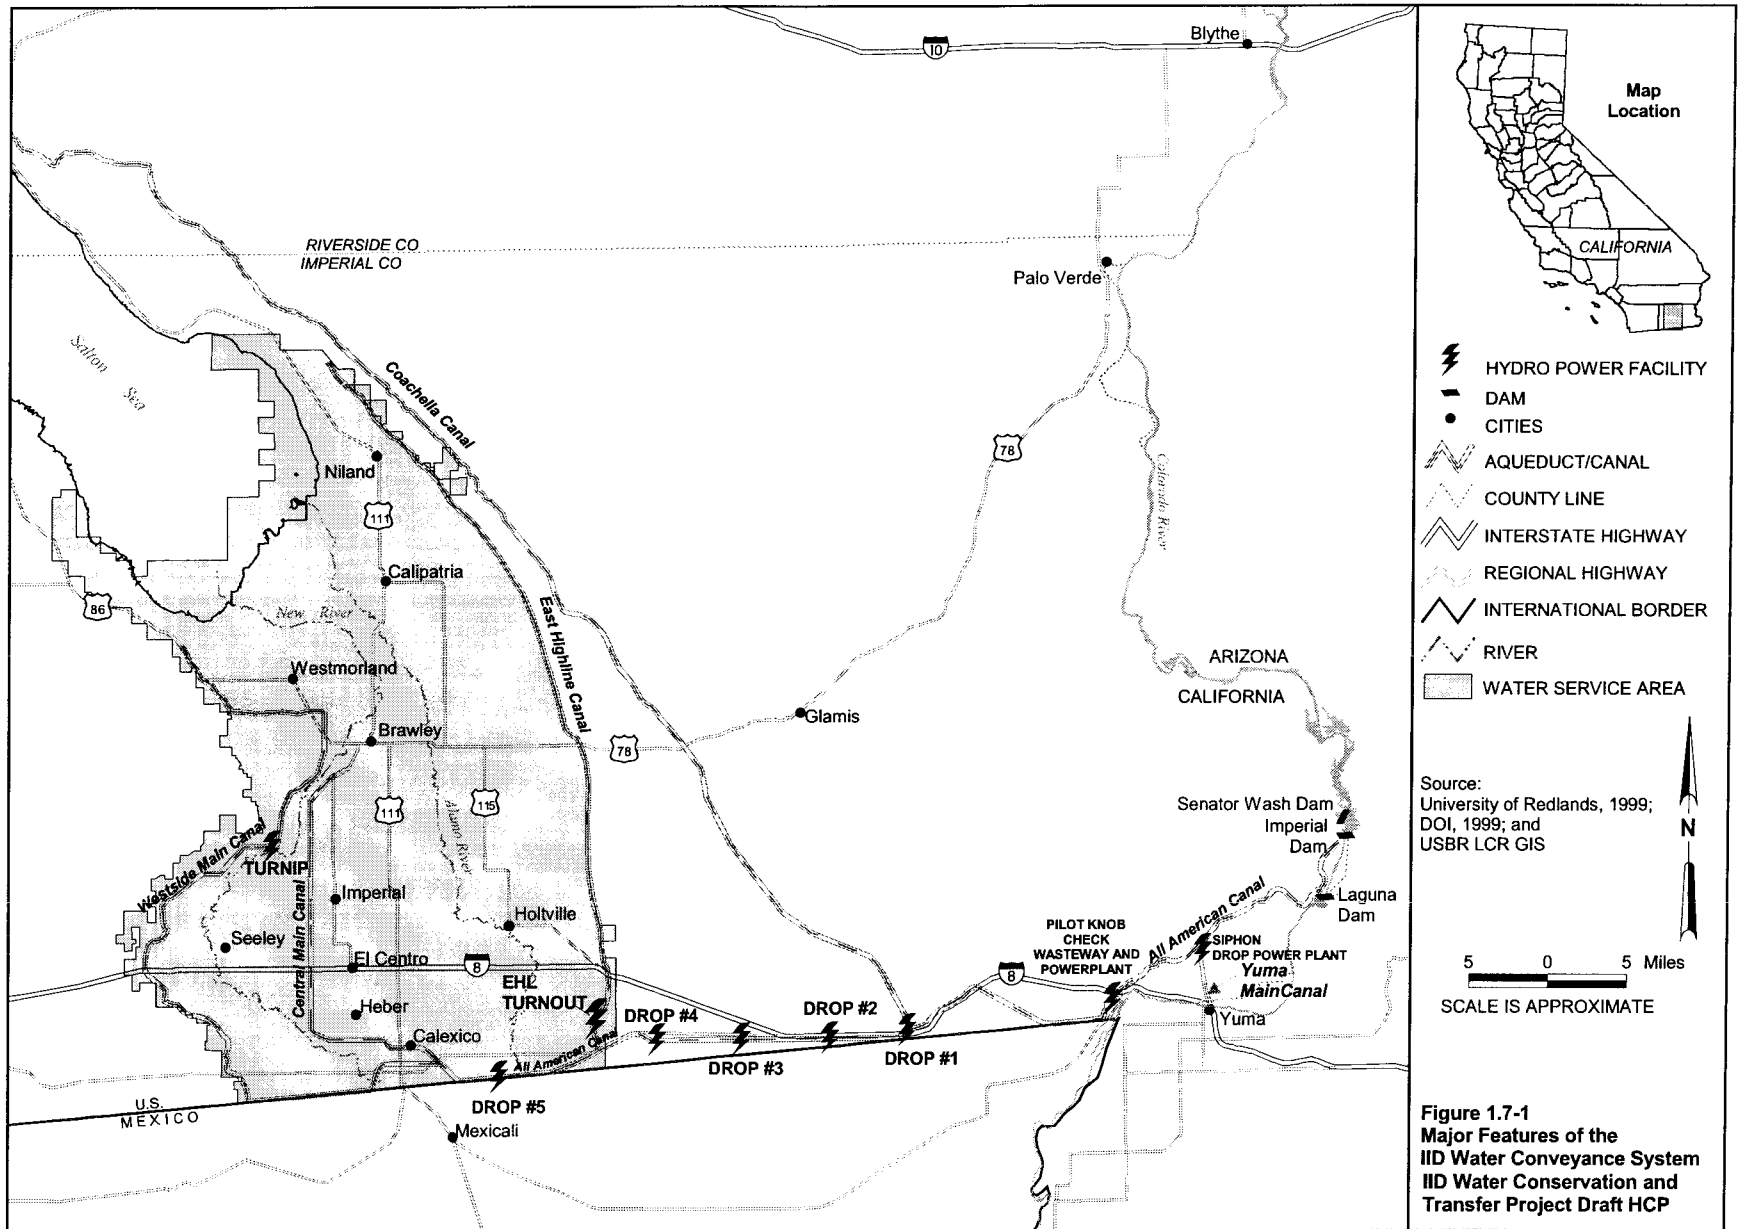 Blythe
10
RIVERSIDE CO
IMPERIAL CO
Palo Verde
Salton Sea
Coachella Canal
78
Niland
111
Colorado River
Calipatria
86
New River
East Highline Canal
ARIZONA
CALIFORNIA
Westmorland
Glamis
Brawley
78
111
115
Alamo River
Senator Wash Dam
Imperial
Dam
Westside Main Canal
TURNIP
Central Main Canal
Imperial
Holtville
Laguna
Dam
All American Canal
PILOT KNOB
CHECK
WASTEWAY AND
POWERPLANT
SIPHON
DROP POWER PLANT
Yuma
MainCanal
Seeley
El Centro
8
8
EHL
TURNOUT
Heber
DROP #4
DROP #2
Yuma
Calexico
All American Canal
DROP #3
DROP #1
DROP #5
U.S.
MEXICO
Mexicali
Map
Location
CALIFORNIA
HYDRO POWER FACILITY
DAM
CITIES
AQUEDUCT/CANAL
COUNTY LINE
INTERSTATE HIGHWAY
REGIONAL HIGHWAY
INTERNATIONAL BORDER
RIVER
WATER SERVICE AREA
Source:
University of Redlands, 1999;
DOI, 1999; and
USBR LCR GIS
N
5 0 5 Miles
SCALE IS APPROXIMATE
Figure 1.7-1
Major Features of the
IID Water Conveyance System
IID Water Conservation and
Transfer Project Draft HCP